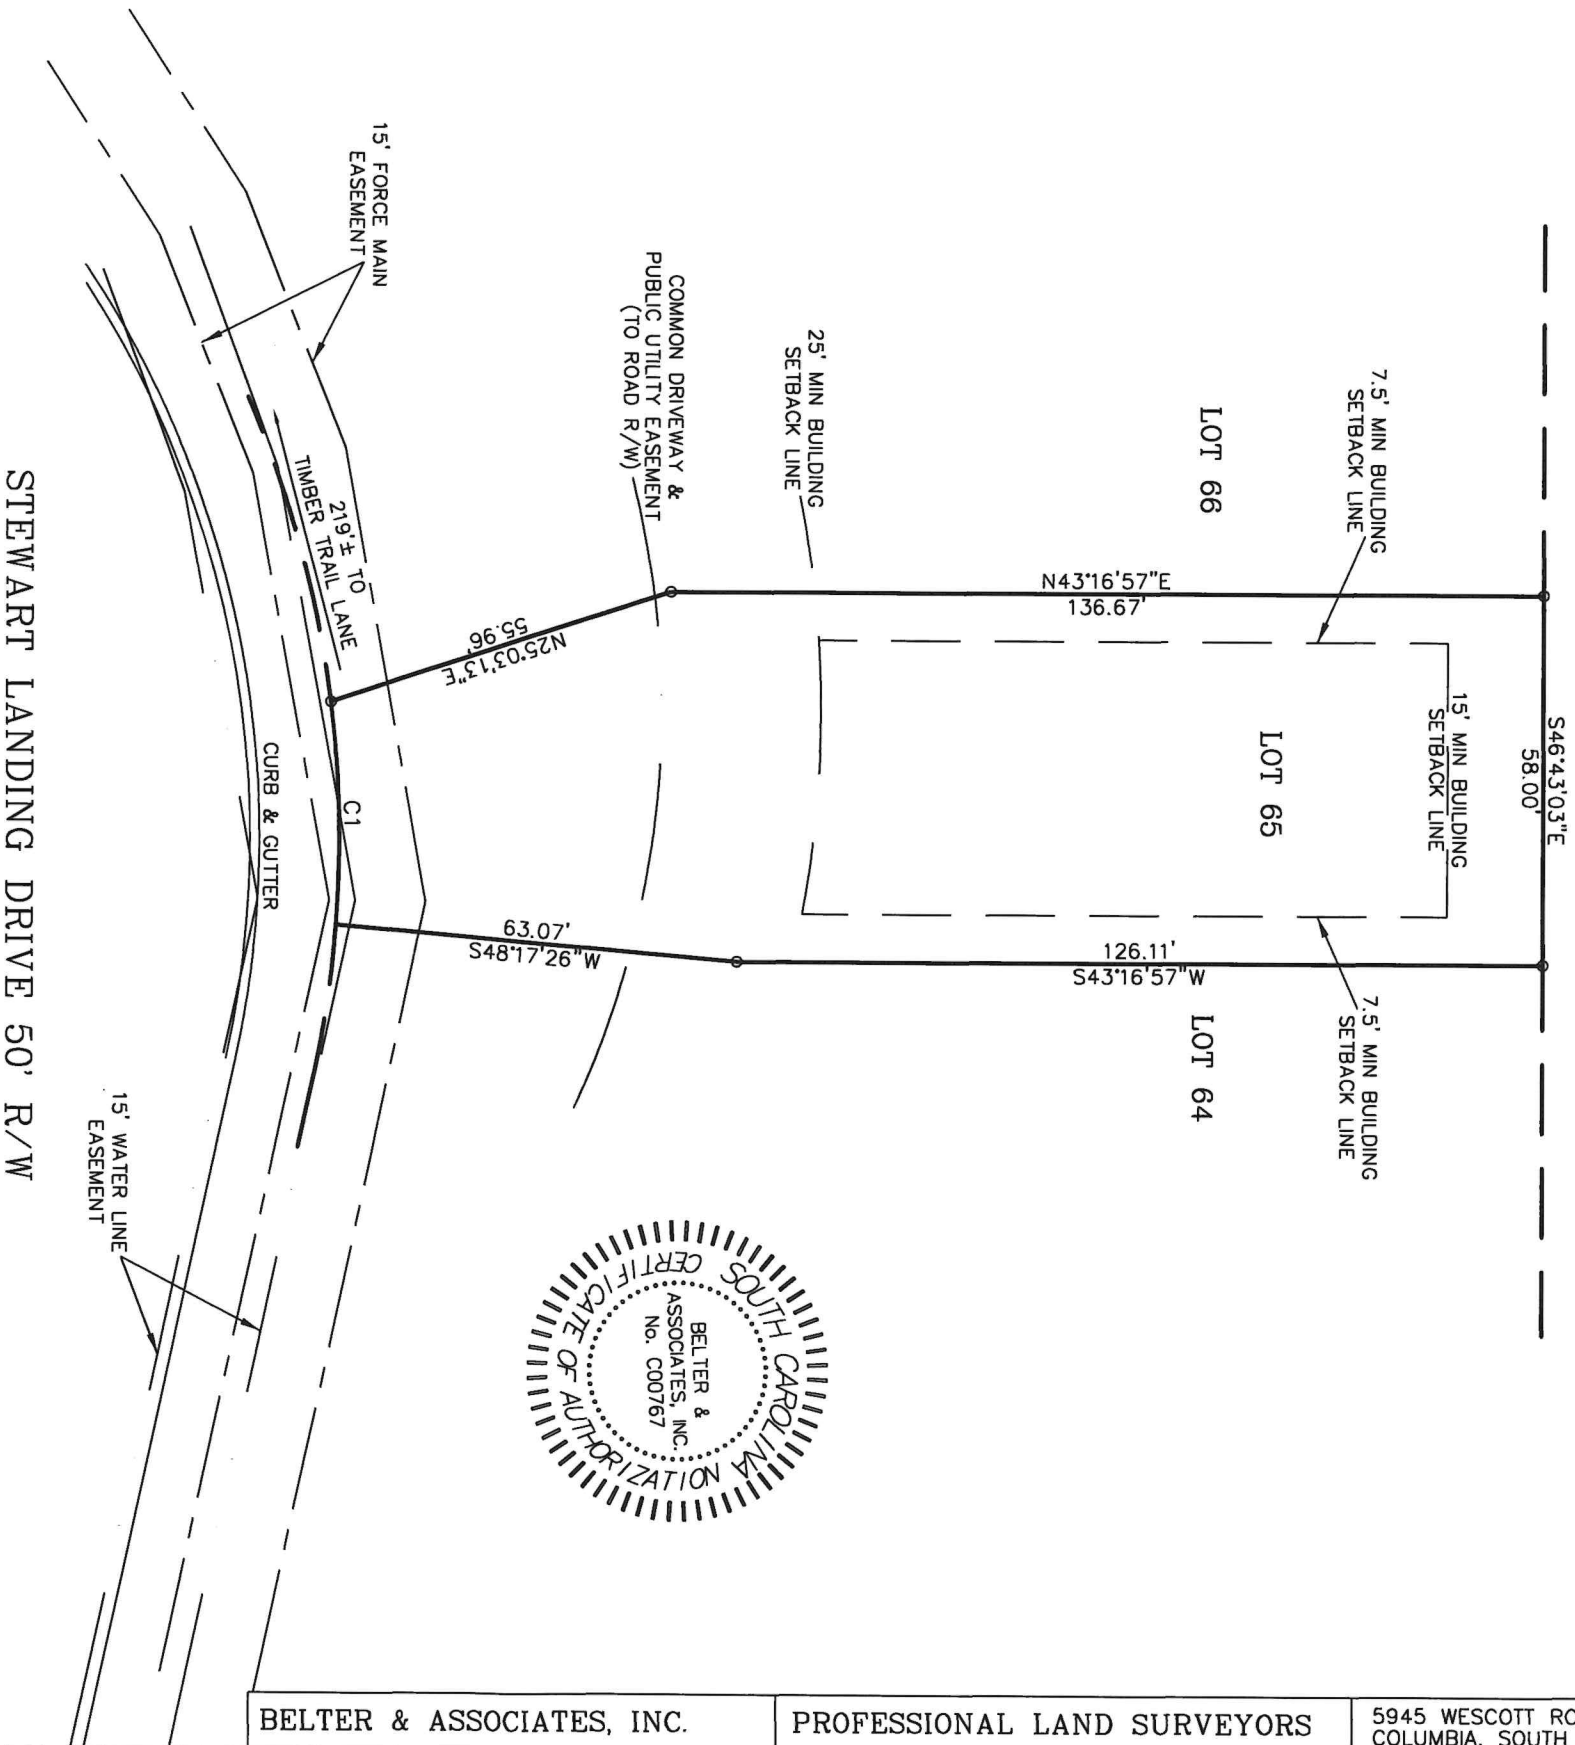 S46°43'03"E
58.00'
15' MIN BUILDING
SETBACK LINE
7.5' MIN BUILDING
SETBACK LINE
7.5' MIN BUILDING
SETBACK LINE
LOT 66
LOT 65
LOT 64
N43°16'57"E
136.67'
126.11'
S43°16'57"W
25' MIN BUILDING
SETBACK LINE
COMMON DRIVEWAY &
PUBLIC UTILITY EASEMENT
(TO ROAD R/W)
N25°03'13"E
55.96'
63.07'
S48°17'26"W
15' FORCE MAIN
EASEMENT
219'± TO
TIMBER TRAIL LANE
C1
CURB & GUTTER
15' WATER LINE
EASEMENT
STEWART LANDING DRIVE 50' R/W
SOUTH CAROLINA
CERTIFICATE OF AUTHORIZATION
BELTER &
ASSOCIATES, INC.
No. C00767
BELTER & ASSOCIATES, INC.
PROFESSIONAL LAND SURVEYORS
5945 WESCOTT RO
COLUMBIA, SOUTH